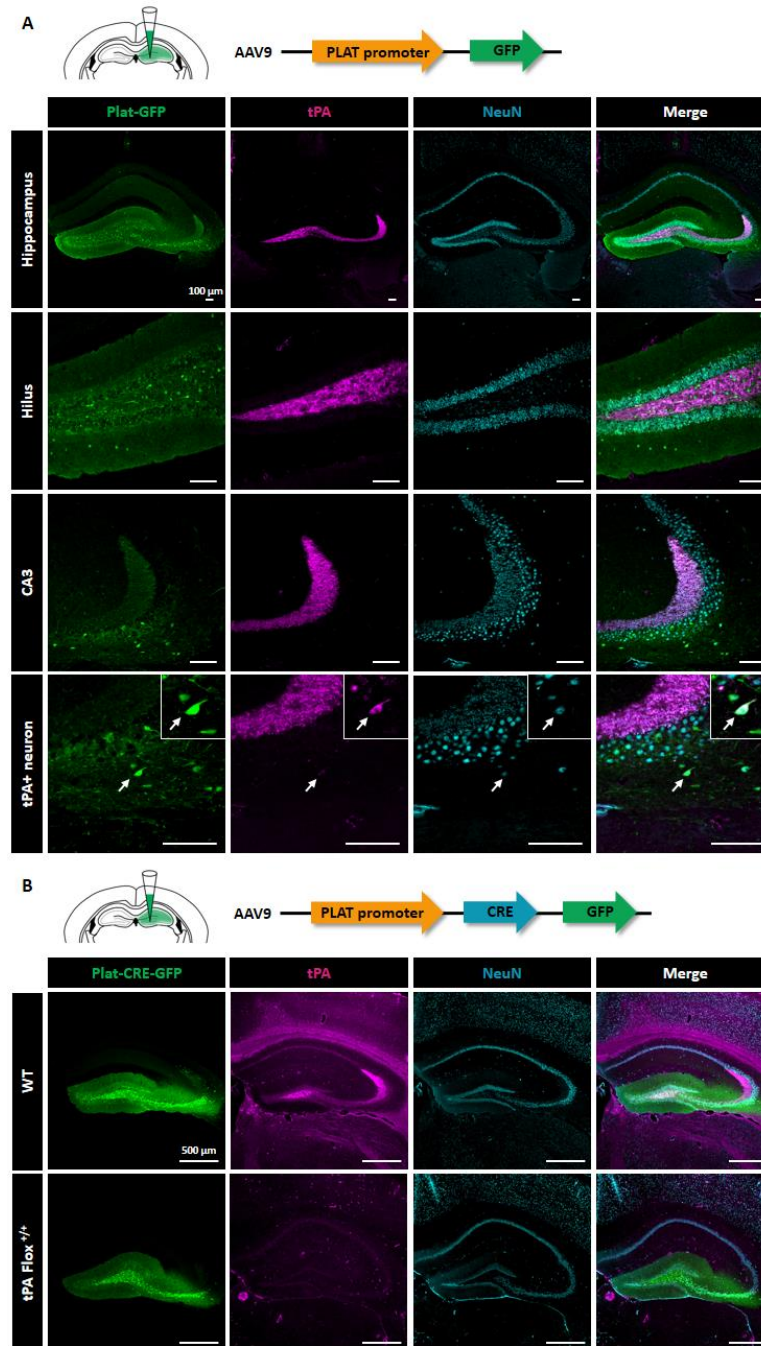 A
AAV9 PLAT promoter GFP
Plat-GFP tPA NeuN Merge
Hippocampus
100 µm
Hilus
CA3
tPA+ neuron
B
AAV9 PLAT promoter CRE GFP
Plat-CRE-GFP tPA NeuN Merge
WT
500 µm
tPA Flox +/+